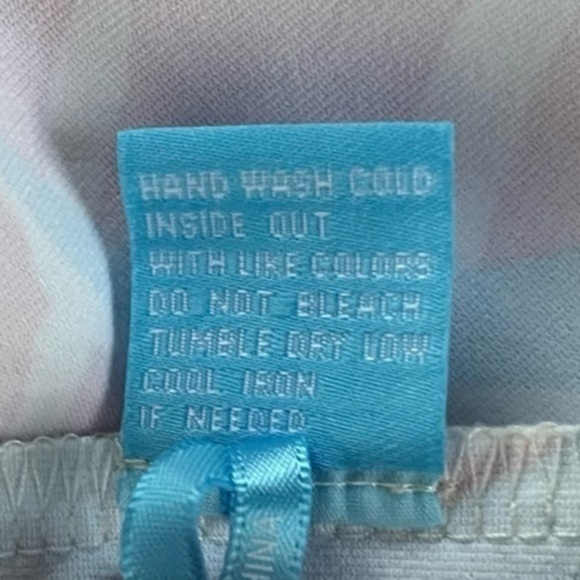 HAND WASH COLD
INSIDE OUT
WITH LIKE COLORS
DO NOT BLEACH
TUMBLE DRY LOW
COOL IRON
IF NEEDED